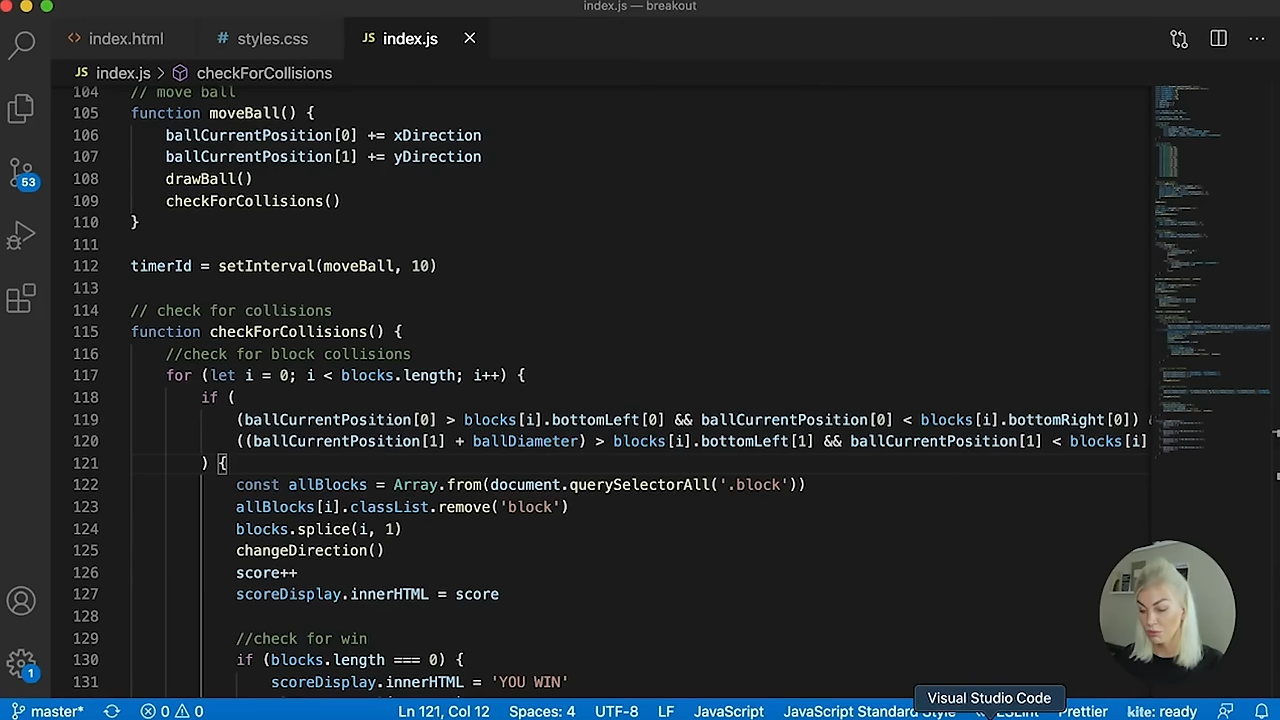 index.js — breakout
index.html
# styles.css
JS index.js
JS index.js > checkForCollisions
104 // move ball
105 function moveBall() {
106 ballCurrentPosition[0] += xDirection
107 ballCurrentPosition[1] += yDirection
108 drawBall()
109 checkForCollisions()
110 }
111
112 timerId = setInterval(moveBall, 10)
113
114 // check for collisions
115 function checkForCollisions() {
116 //check for block collisions
117 for (let i = 0; i < blocks.length; i++) {
118 if (
119 (ballCurrentPosition[0] > blocks[i].bottomLeft[0] && ballCurrentPosition[0] < blocks[i].bottomRight[0])
120 ((ballCurrentPosition[1] + ballDiameter) > blocks[i].bottomLeft[1] && ballCurrentPosition[1] < blocks[i]
121 ) {
122 const allBlocks = Array.from(document.querySelectorAll('.block'))
123 allBlocks[i].classList.remove('block')
124 blocks.splice(i, 1)
125 changeDirection()
126 score++
127 scoreDisplay.innerHTML = score
128
129 //check for win
130 if (blocks.length === 0) {
131 scoreDisplay.innerHTML = 'YOU WIN'
53
1
Visual Studio Code
master* 0 0 Ln 121, Col 12 Spaces: 4 UTF-8 LF JavaScript JavaScript Standard Style ESLint Prettier kite: ready